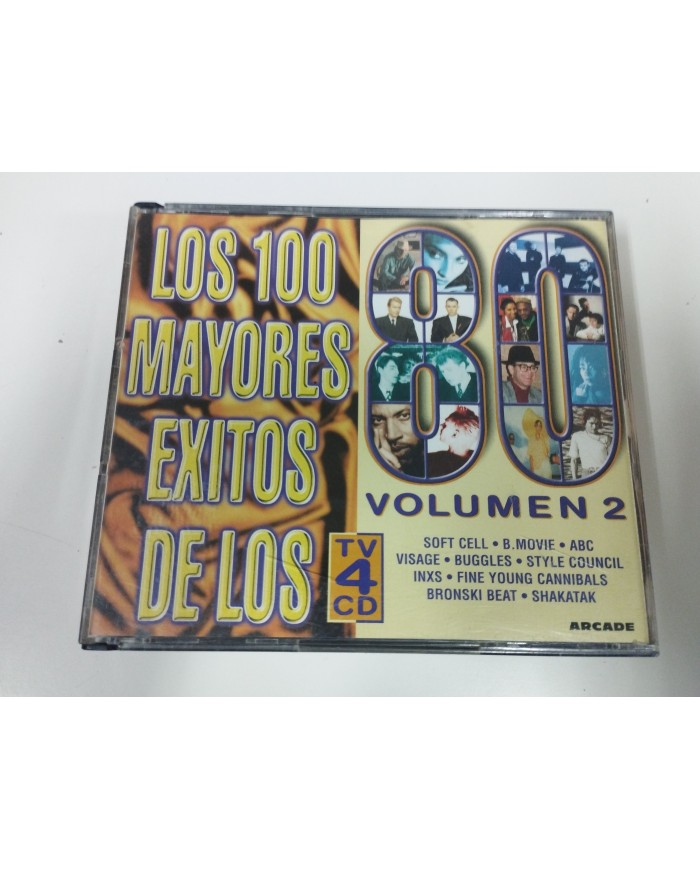 LOS 100
MAYORES
EXITOS
DE LOS
80
VOLUMEN 2
TV
4
CD
SOFT CELL • B.MOVIE • ABC
VISAGE • BUGGLES • STYLE COUNCIL
INXS • FINE YOUNG CANNIBALS
BRONSKI BEAT • SHAKATAK
ARCADE